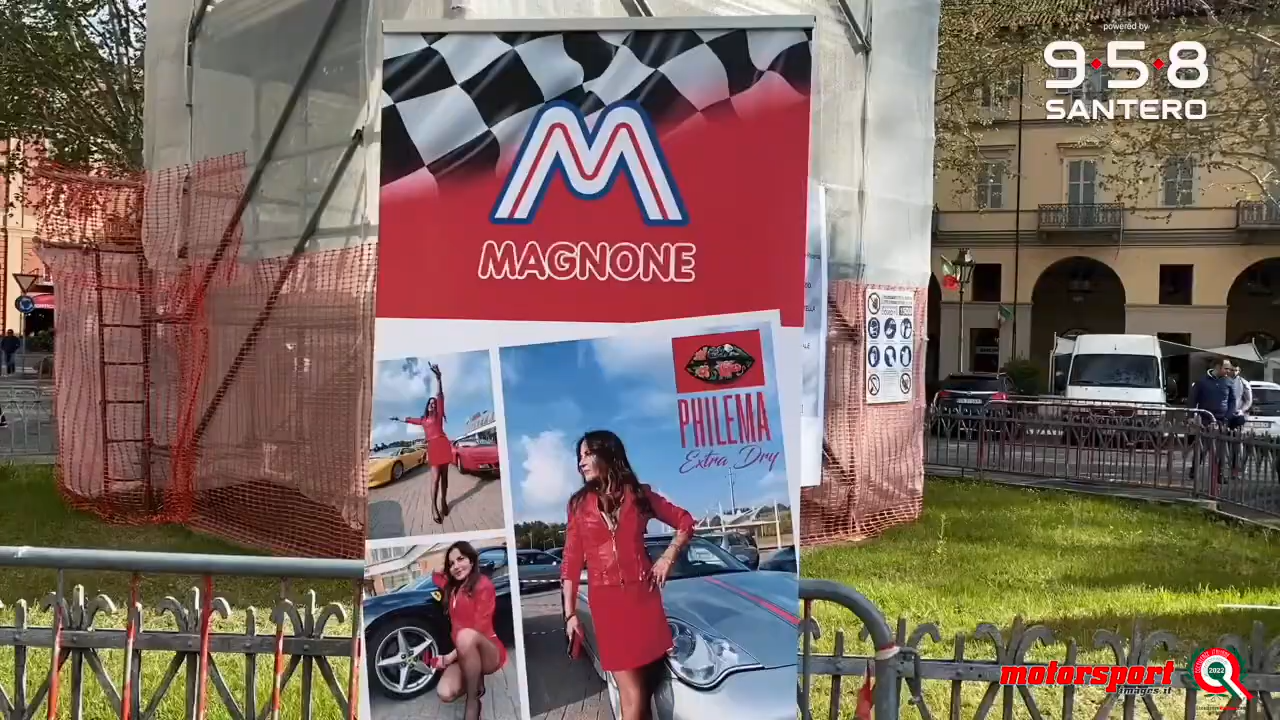 powered by
9·5·8
SANTERO
MAGNONE
PHILEMA
Extra Dry
motorsport
images.it
2022